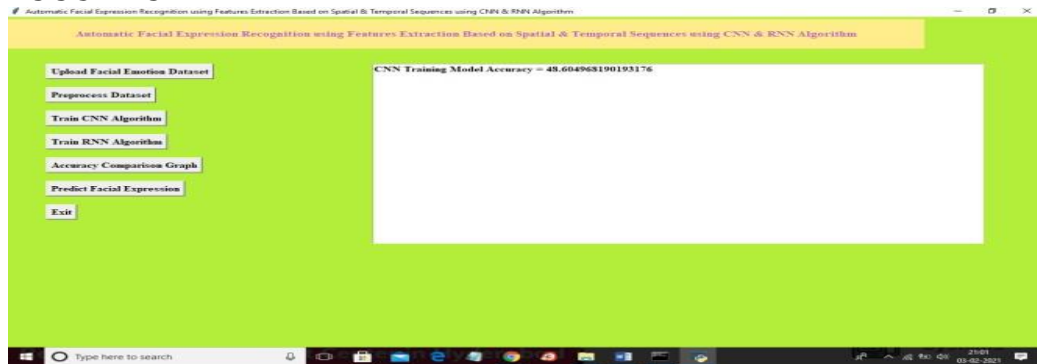 Automatic Facial Expression Recognition using Features Extraction Based on Spatial & Temporal Sequences using CNN & RNN Algorithm
Automatic Facial Expression Recognition using Features Extraction Based on Spatial & Temporal Sequences using CNN & RNN Algorithm
Upload Facial Emotion Dataset
CNN Training Model Accuracy = 48.604968190193176
Preprocess Dataset
Train CNN Algorithm
Train RNN Algorithm
Accuracy Comparison Graph
Predict Facial Expression
Exit
Type here to search
21:01
03-02-2021